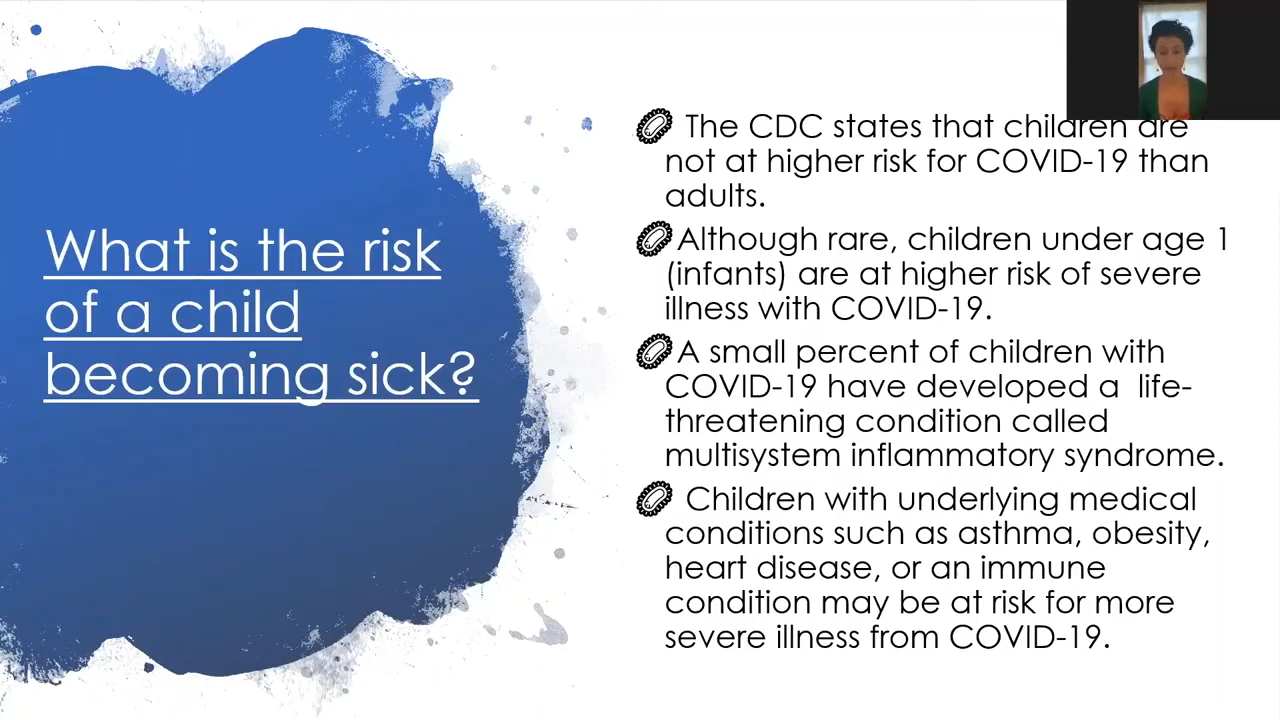 What is the risk
of a child
becoming sick?
The CDC states that children are
not at higher risk for COVID-19 than
adults.
Although rare, children under age 1
(infants) are at higher risk of severe
illness with COVID-19.
A small percent of children with
COVID-19 have developed a life-
threatening condition called
multisystem inflammatory syndrome.
Children with underlying medical
conditions such as asthma, obesity,
heart disease, or an immune
condition may be at risk for more
severe illness from COVID-19.